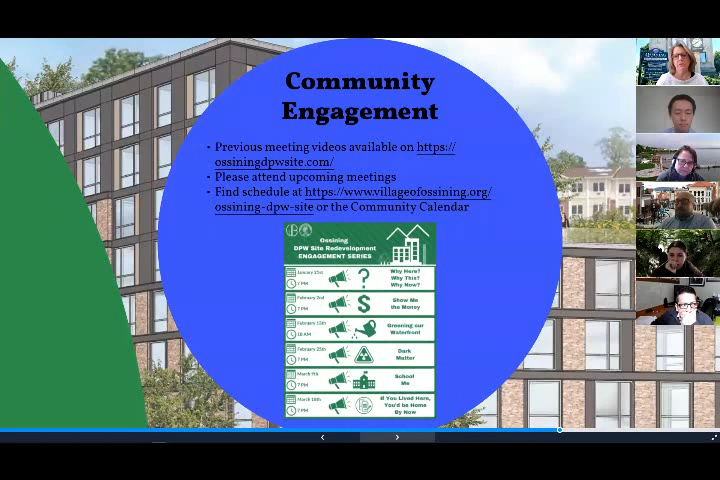 Community
Engagement
• Previous meeting videos available on https://
ossiningdpwsite.com/
• Please attend upcoming meetings
• Find schedule at https://www.villageofossining.org/
ossining-dpw-site or the Community Calendar
Ossining
DPW Site Redevelopment
ENGAGEMENT SERIES
January 21st
7 PM
Why Here?
Why This?
Why Now?
February 2nd
7 PM
Show Me
the Money
February 13th
10 AM
Greening our
Waterfront
February 25th
7 PM
Dark
Matter
March 9th
7 PM
School
Me
March 18th
7 PM
If You Lived Here,
You'd be Home
By Now